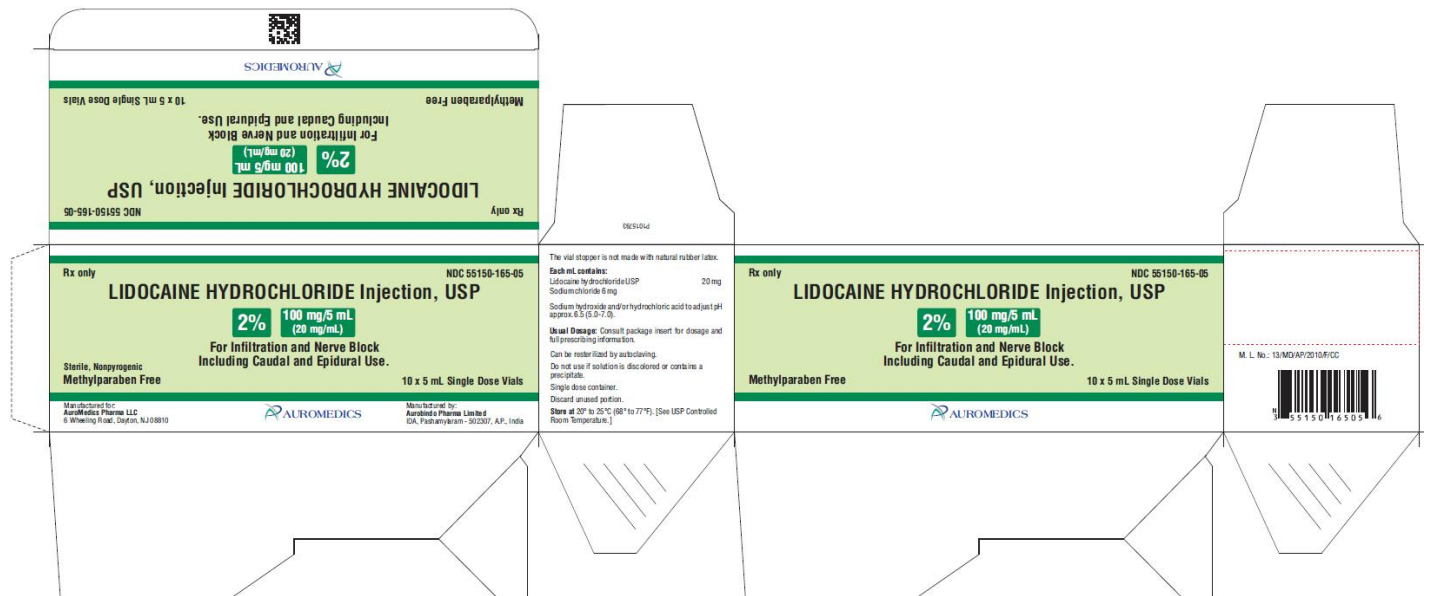 AUROMEDICS
10 x 5 mL Single Dose Vials
Methylparaben Free
For Infiltration and Nerve Block
Including Caudal and Epidural Use.
2%
100 mg/5 mL
(20 mg/mL)
LIDOCAINE HYDROCHLORIDE Injection, USP
NDC 55150-165-05
Rx only
P1015793
Rx only
NDC 55150-165-05
LIDOCAINE HYDROCHLORIDE Injection, USP
2%
100 mg/5 mL
(20 mg/mL)
For Infiltration and Nerve Block
Including Caudal and Epidural Use.
Sterile, Nonpyrogenic
Methylparaben Free
10 x 5 mL Single Dose Vials
Manufactured for:
AuroMedics Pharma LLC
6 Wheeling Road, Dayton, NJ 08810
AUROMEDICS
Manufactured by:
Aurobindo Pharma Limited
IDA, Pashamylaram - 502307, A.P., India
The vial stopper is not made with natural rubber latex.
Each mL contains:
Lidocaine hydrochloride USP 20 mg
Sodium chloride 6 mg
Sodium hydroxide and/or hydrochloric acid to adjust pH
approx. 6.5 (5.0-7.0).
Usual Dosage: Consult package insert for dosage and
full prescribing information.
Can be resterilized by autoclaving.
Do not use if solution is discolored or contains a
precipitate.
Single dose container.
Discard unused portion.
Store at 20° to 25°C (68° to 77°F). [See USP Controlled
Room Temperature.]
Rx only
NDC 55150-165-05
LIDOCAINE HYDROCHLORIDE Injection, USP
2%
100 mg/5 mL
(20 mg/mL)
For Infiltration and Nerve Block
Including Caudal and Epidural Use.
Methylparaben Free
10 x 5 mL Single Dose Vials
AUROMEDICS
M. L. No.: 13/MD/AP/2010/F/CC
N
3 55150 16505 6